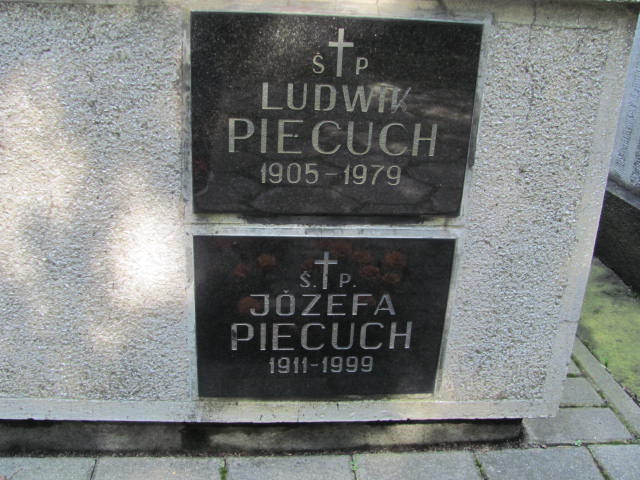 Ś P
LUDWIK
PIECUCH
1905 - 1979
Ś. P.
JÓZEFA
PIECUCH
1911-1999